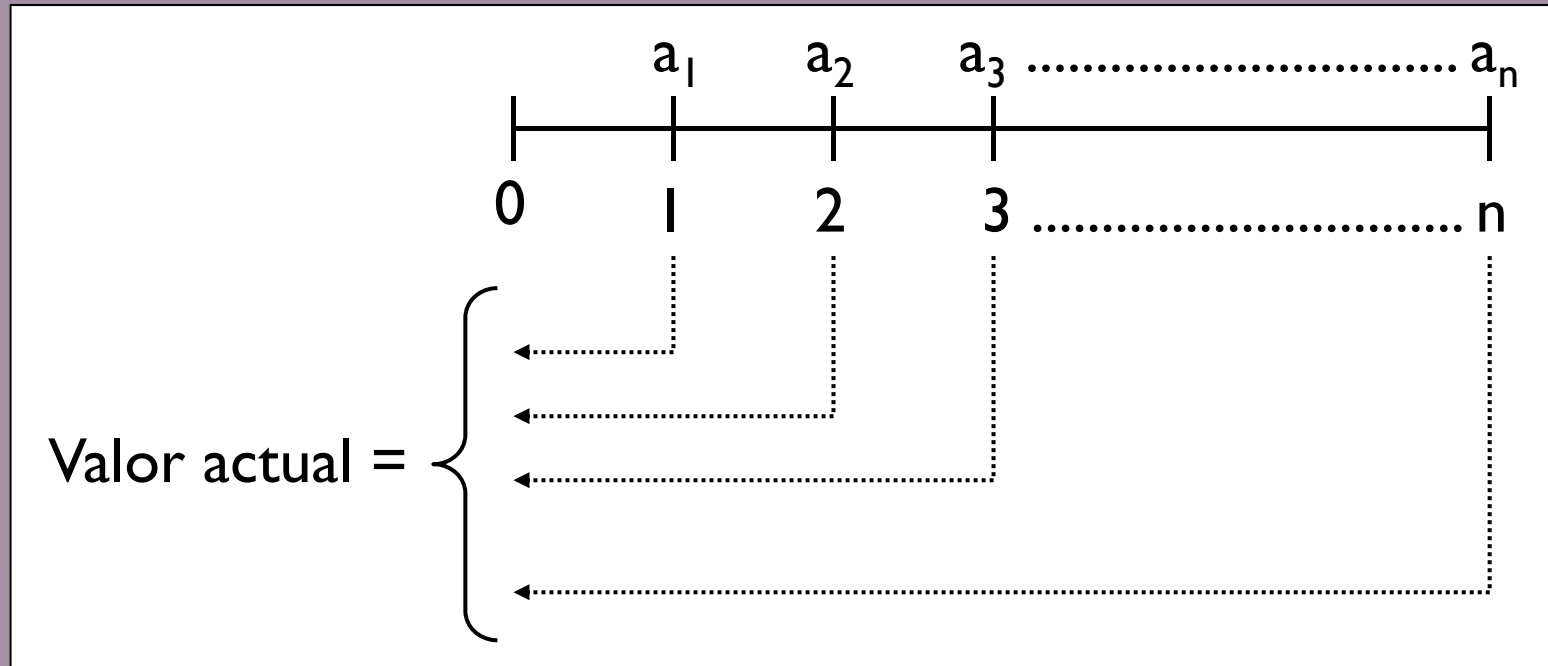 a1 a2 a3 ............................ an
0 1 2 3 ............................ n
Valor actual =